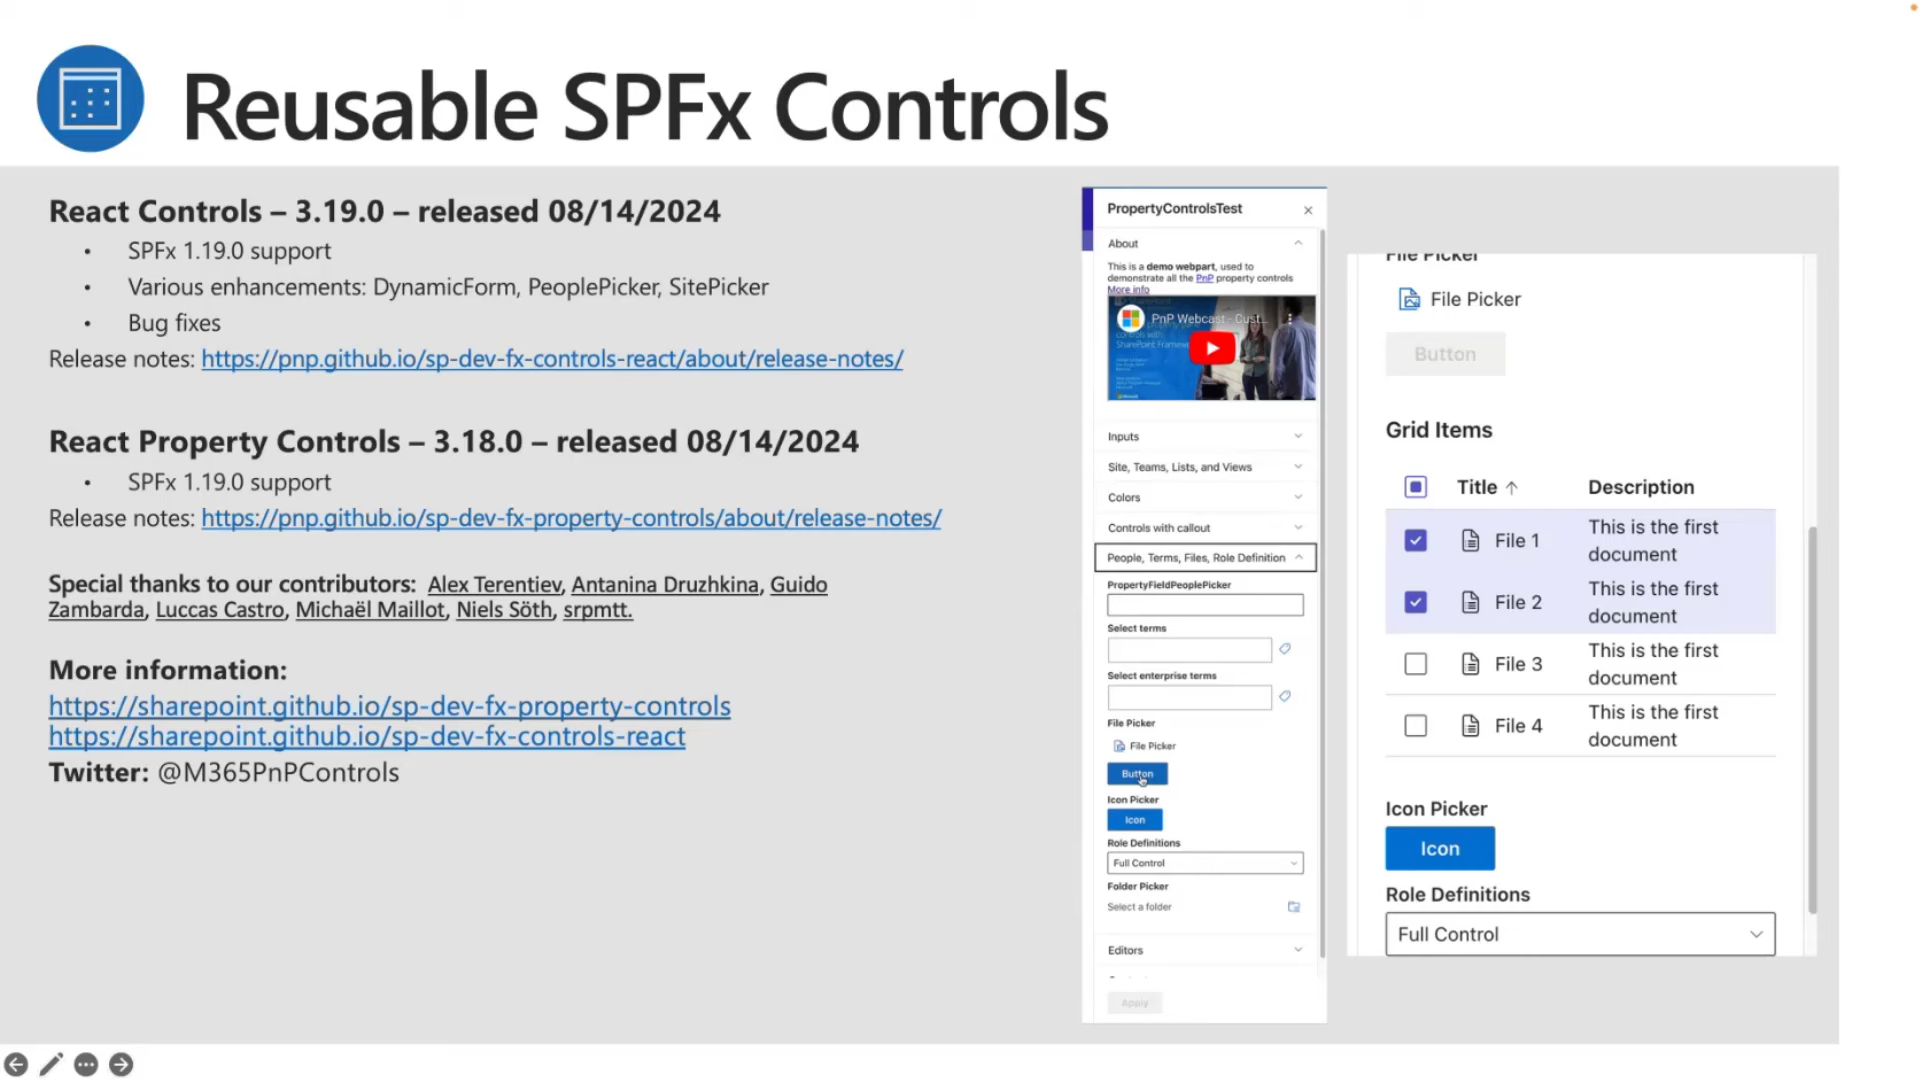 Reusable SPFx Controls
React Controls – 3.19.0 – released 08/14/2024
• SPFx 1.19.0 support
• Various enhancements: DynamicForm, PeoplePicker, SitePicker
• Bug fixes
Release notes: https://pnp.github.io/sp-dev-fx-controls-react/about/release-notes/
React Property Controls – 3.18.0 – released 08/14/2024
• SPFx 1.19.0 support
Release notes: https://pnp.github.io/sp-dev-fx-property-controls/about/release-notes/
Special thanks to our contributors: Alex Terentiev, Antanina Druzhkina, Guido
Zambarda, Luccas Castro, Michaël Maillot, Niels Söth, srpmtt.
More information:
https://sharepoint.github.io/sp-dev-fx-property-controls
https://sharepoint.github.io/sp-dev-fx-controls-react
Twitter: @M365PnPControls
PropertyControlsTest
About
This is a demo webpart, used to
demonstrate all the PnP property controls
More info
PnP Webcast - Cust...
SharePoint Framework
Inputs
Site, Teams, Lists, and Views
Colors
Controls with callout
People, Terms, Files, Role Definition
PropertyFieldPeoplePicker
Select terms
Select enterprise terms
File Picker
File Picker
Button
Icon Picker
Icon
Role Definitions
Full Control
Folder Picker
Select a folder
Editors
Apply
File Picker
File Picker
Button
Grid Items
Title ↑ Description
File 1 This is the first
document
File 2 This is the first
document
File 3 This is the first
document
File 4 This is the first
document
Icon Picker
Icon
Role Definitions
Full Control